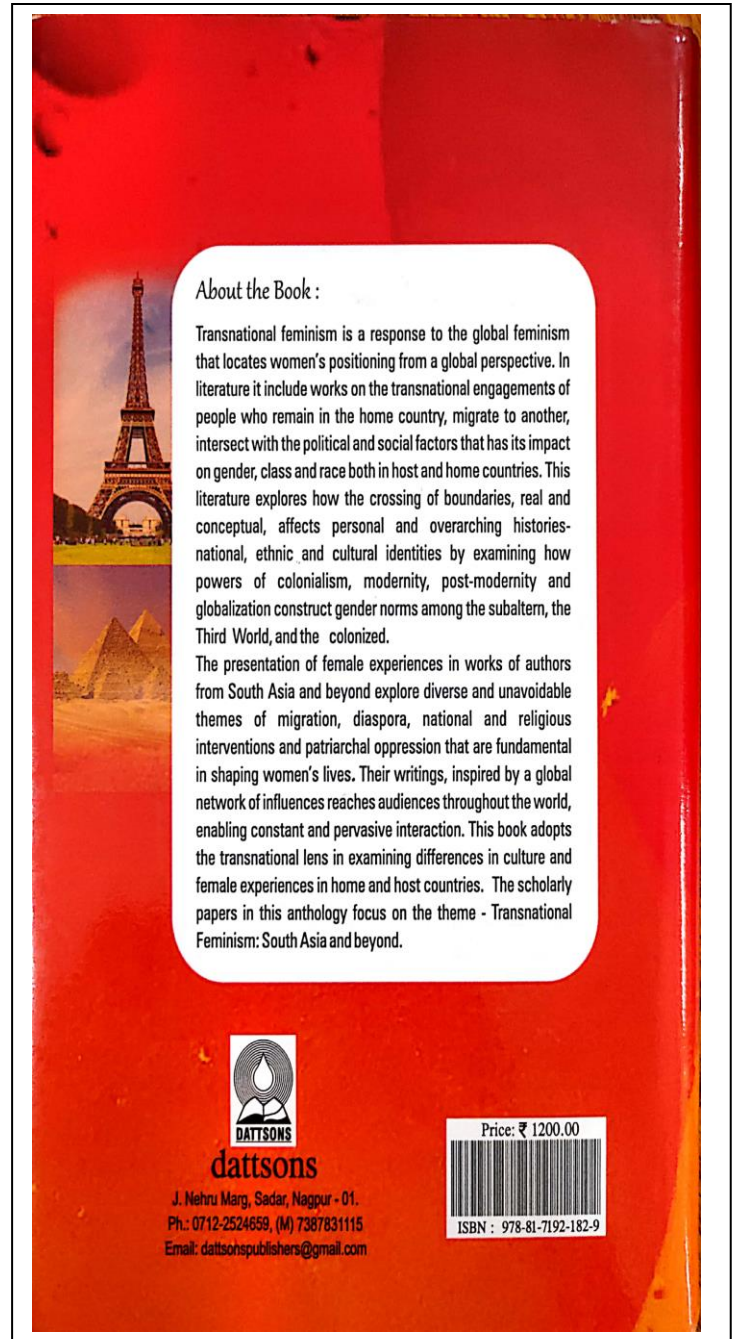 About the Book :
Transnational feminism is a response to the global feminism
that locates women's positioning from a global perspective. In
literature it include works on the transnational engagements of
people who remain in the home country, migrate to another,
intersect with the political and social factors that has its impact
on gender, class and race both in host and home countries. This
literature explores how the crossing of boundaries, real and
conceptual, affects personal and overarching histories-
national, ethnic and cultural identities by examining how
powers of colonialism, modernity, post-modernity and
globalization construct gender norms among the subaltern, the
Third World, and the colonized.
The presentation of female experiences in works of authors
from South Asia and beyond explore diverse and unavoidable
themes of migration, diaspora, national and religious
interventions and patriarchal oppression that are fundamental
in shaping women's lives. Their writings, inspired by a global
network of influences reaches audiences throughout the world,
enabling constant and pervasive interaction. This book adopts
the transnational lens in examining differences in culture and
female experiences in home and host countries. The scholarly
papers in this anthology focus on the theme - Transnational
Feminism: South Asia and beyond.
DATTSONS
dattsons
J. Nehru Marg, Sadar, Nagpur - 01.
Ph.: 0712-2524659, (M) 7387831115
Email: dattsonspublishers@gmail.com
Price: ₹ 1200.00
ISBN : 978-81-7192-182-9